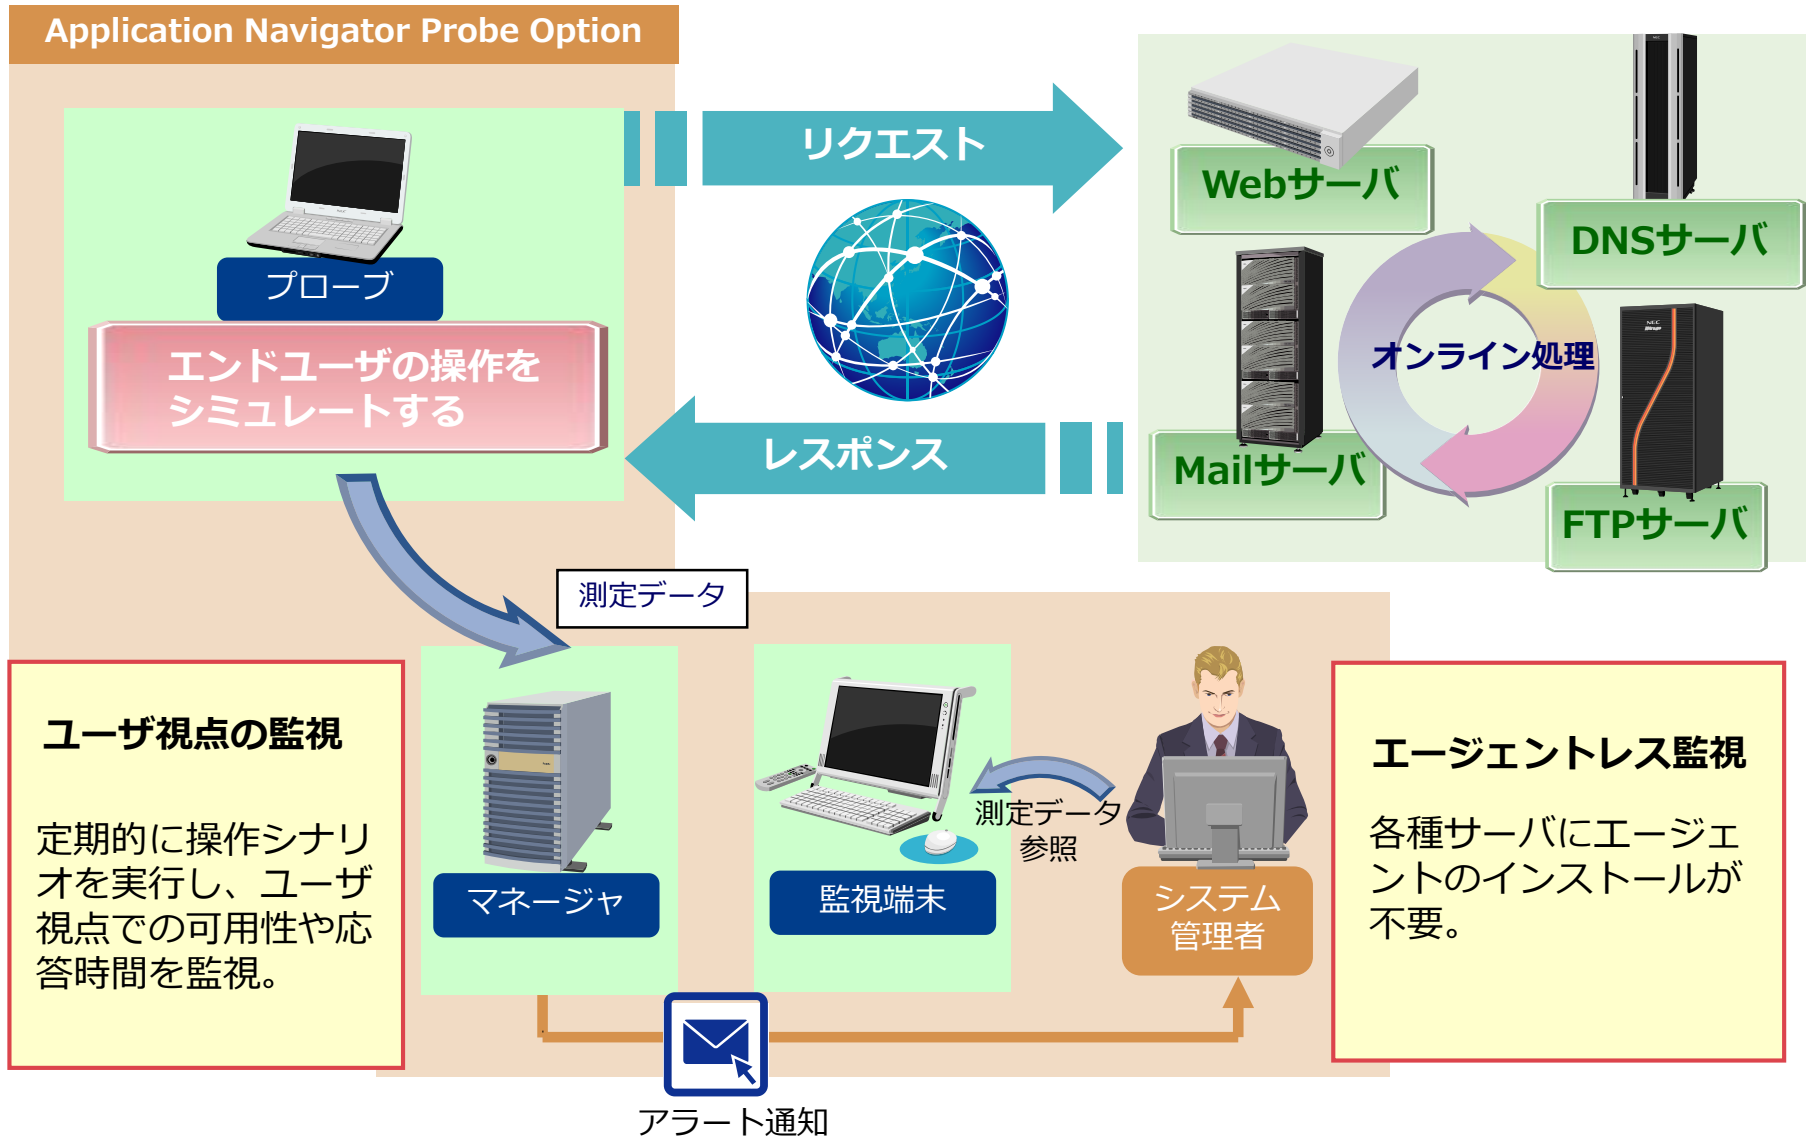 Application Navigator Probe Option
リクエスト
Webサーバ
DNSサーバ
プローブ
エンドユーザの操作を
シミュレートする
オンライン処理
NEC
レスポンス
Mailサーバ
FTPサーバ
測定データ
ユーザ視点の監視
定期的に操作シナリ
オを実行し、ユーザ
視点での可用性や応
答時間を監視。
マネージャ
監視端末
測定データ
参照
システム
管理者
エージェントレス監視
各種サーバにエージェ
ントのインストールが
不要。
アラート通知